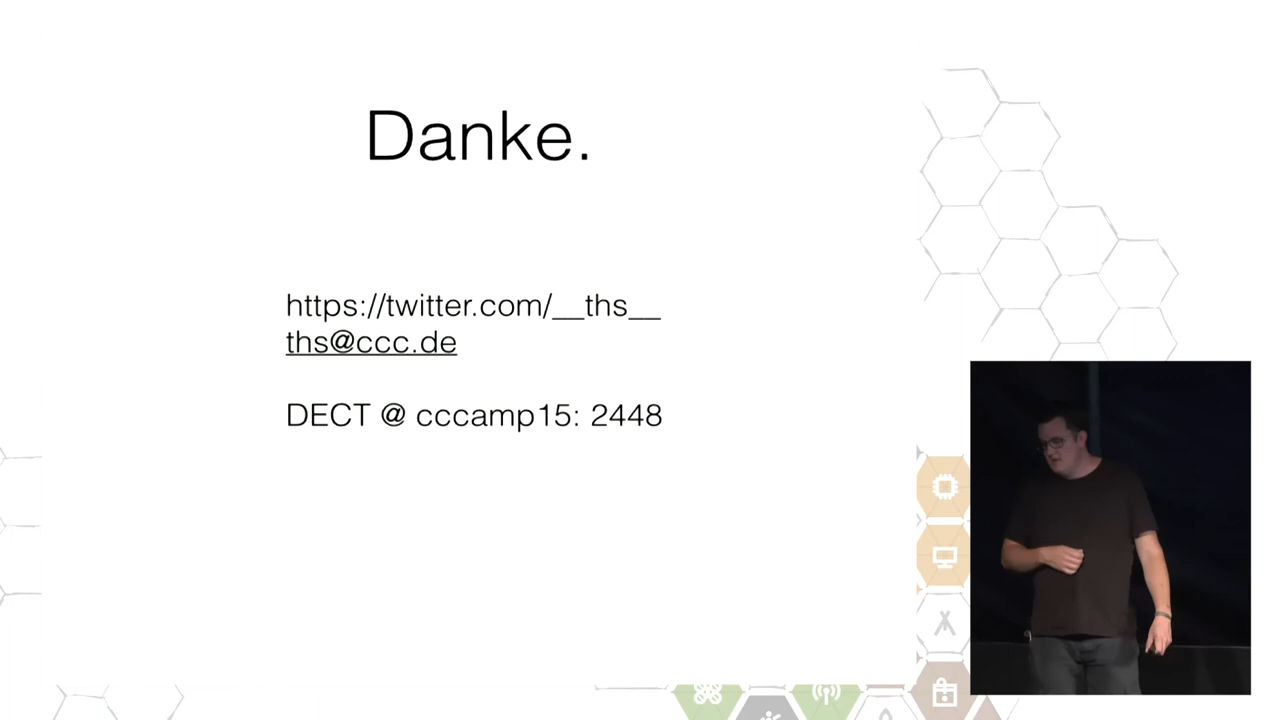 Danke.
https://twitter.com/__ths__
ths@ccc.de
DECT @ cccamp15: 2448